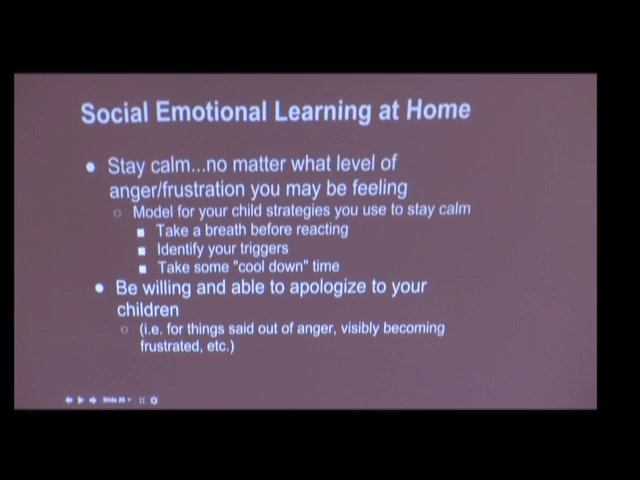 Social Emotional Learning at Home
● Stay calm...no matter what level of
anger/frustration you may be feeling
○ Model for your child strategies you use to stay calm
■ Take a breath before reacting
■ Identify your triggers
■ Take some "cool down" time
● Be willing and able to apologize to your
children
○ (i.e. for things said out of anger, visibly becoming
frustrated, etc.)